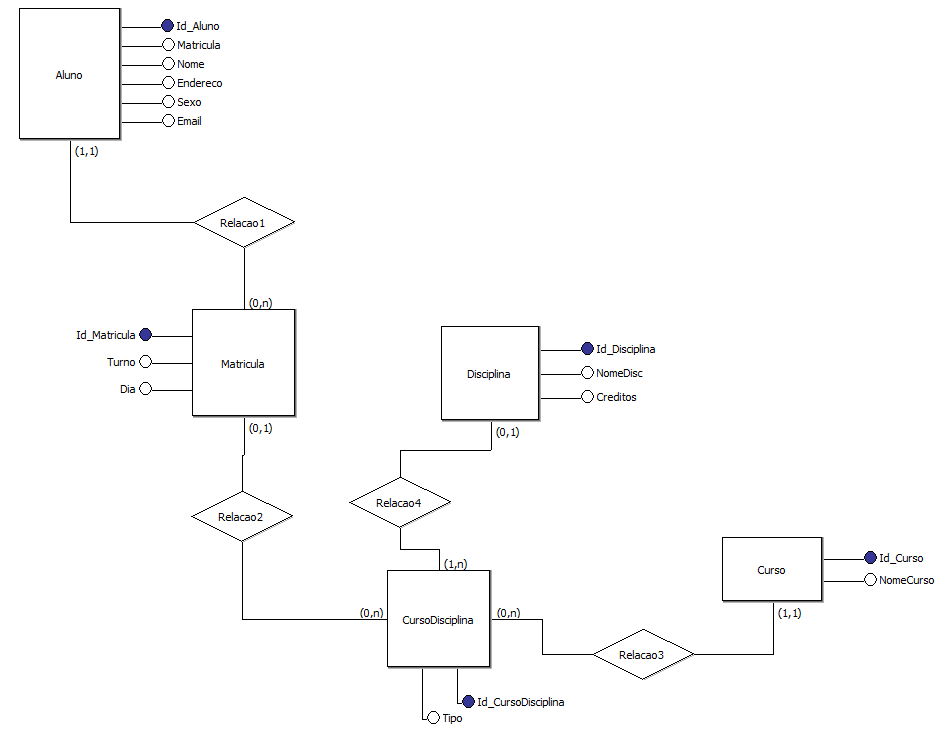 Aluno
Id_Aluno
Matricula
Nome
Endereco
Sexo
Email
(1,1)
Relacao1
(0,n)
Id_Matricula
Turno
Dia
Matricula
(0,1)
Disciplina
Id_Disciplina
NomeDisc
Creditos
(0,1)
Relacao2
Relacao4
(1,n)
(0,n)
CursoDisciplina
(0,n)
Id_CursoDisciplina
Tipo
Relacao3
Curso
Id_Curso
NomeCurso
(1,1)